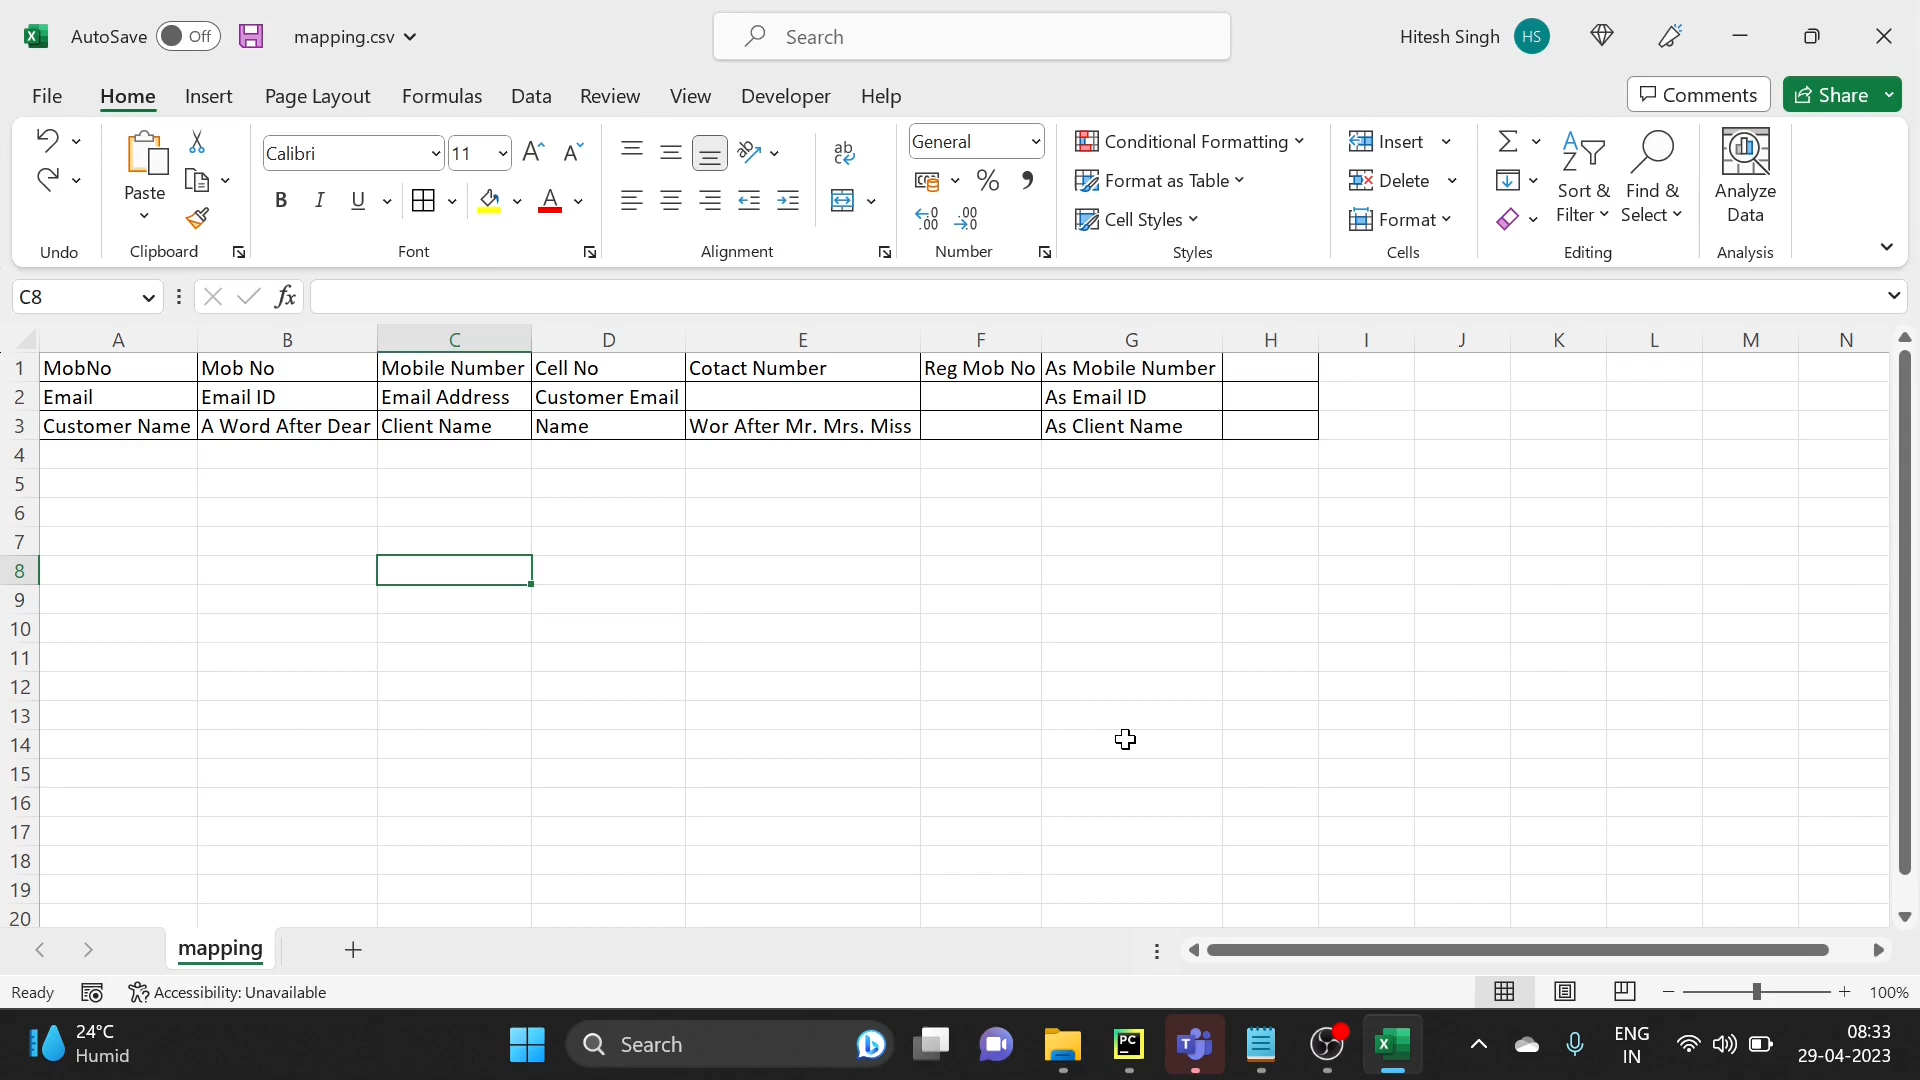 AutoSave Off mapping.csv Search Hitesh Singh HS
File Home Insert Page Layout Formulas Data Review View Developer Help Comments Share
Calibri 11 General Conditional Formatting Insert
Paste Format as Table Delete Sort & Filter Find & Select Analyze Data
B I U Cell Styles Format
Undo Clipboard Font Alignment Number Styles Cells Editing Analysis
C8 fx
A B C D E F G H I J K L M N
1 MobNo Mob No Mobile Number Cell No Cotact Number Reg Mob No As Mobile Number
2 Email Email ID Email Address Customer Email As Email ID
3 Customer Name A Word After Dear Client Name Name Wor After Mr. Mrs. Miss As Client Name
4
5
6
7
8
9
10
11
12
13
14
15
16
17
18
19
20
mapping
Ready Accessibility: Unavailable 100%
24°C Humid Search ENG IN 08:33 29-04-2023